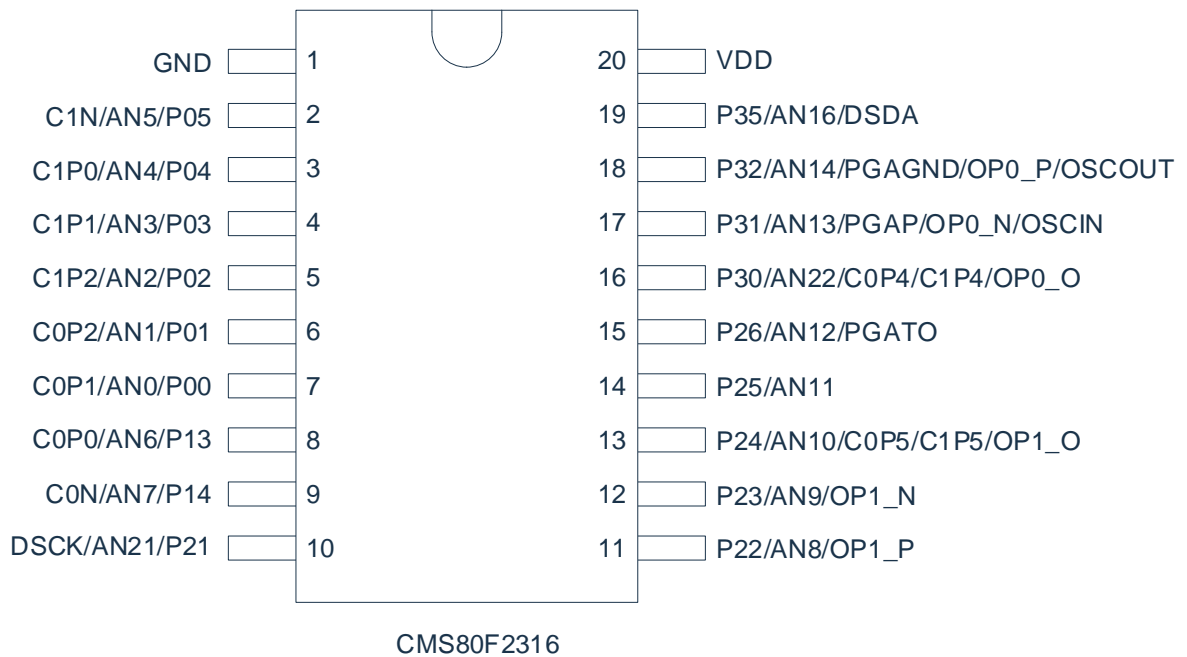 GND 1 20 VDD
C1N/AN5/P05 2 19 P35/AN16/DSDA
C1P0/AN4/P04 3 18 P32/AN14/PGAGND/OP0_P/OSCOUT
C1P1/AN3/P03 4 17 P31/AN13/PGAP/OP0_N/OSCIN
C1P2/AN2/P02 5 16 P30/AN22/C0P4/C1P4/OP0_O
C0P2/AN1/P01 6 15 P26/AN12/PGATO
C0P1/AN0/P00 7 14 P25/AN11
C0P0/AN6/P13 8 13 P24/AN10/C0P5/C1P5/OP1_O
C0N/AN7/P14 9 12 P23/AN9/OP1_N
DSCK/AN21/P21 10 11 P22/AN8/OP1_P
CMS80F2316